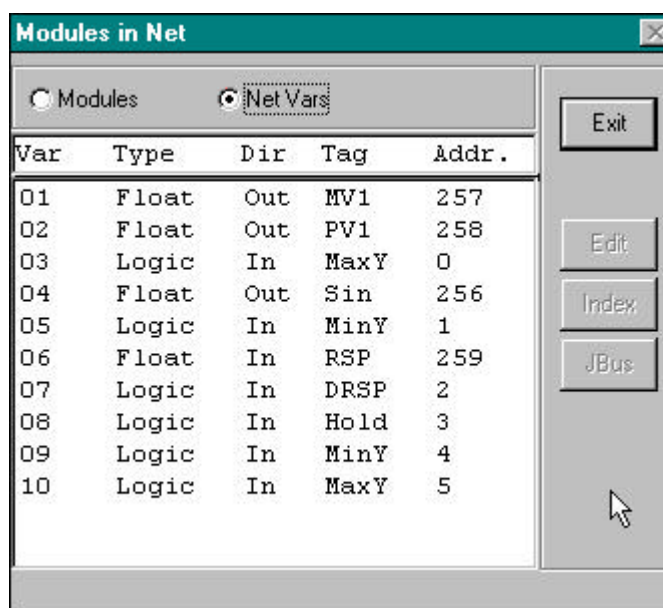 Modules in Net
Modules Net Vars
Exit
Var Type Dir Tag Addr.
01 Float Out MV1 257
02 Float Out PV1 258
03 Logic In MaxY 0
04 Float Out Sin 256
05 Logic In MinY 1
06 Float In RSP 259
07 Logic In DRSP 2
08 Logic In Hold 3
09 Logic In MinY 4
10 Logic In MaxY 5
Edit
Index
JBus